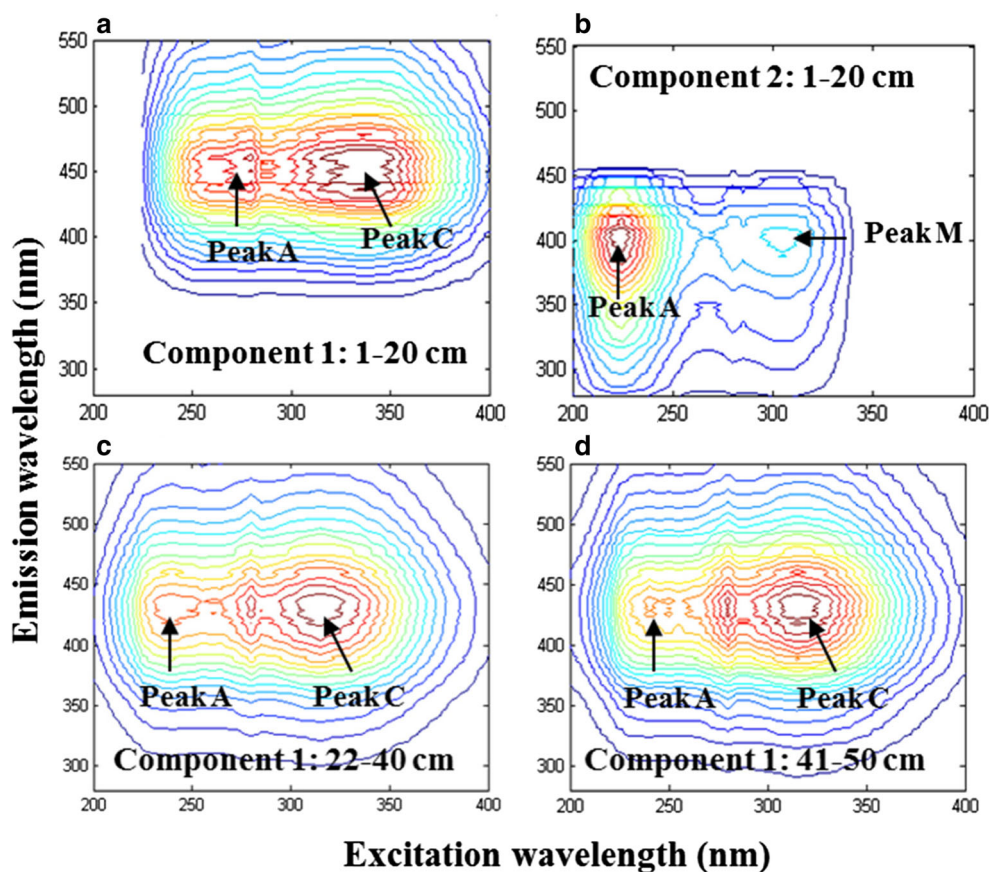 a
550
500
450
400
350
300
200 250 300 350 400
Peak A
Peak C
Component 1: 1-20 cm
b
550
500
450
400
350
300
200 250 300 350 400
Component 2: 1-20 cm
Peak M
Peak A
c
550
500
450
400
350
300
200 250 300 350 400
Peak A
Peak C
Component 1: 22-40 cm
d
550
500
450
400
350
300
200 250 300 350 400
Peak A
Peak C
Component 1: 41-50 cm
Emission wavelength (nm)
Excitation wavelength (nm)